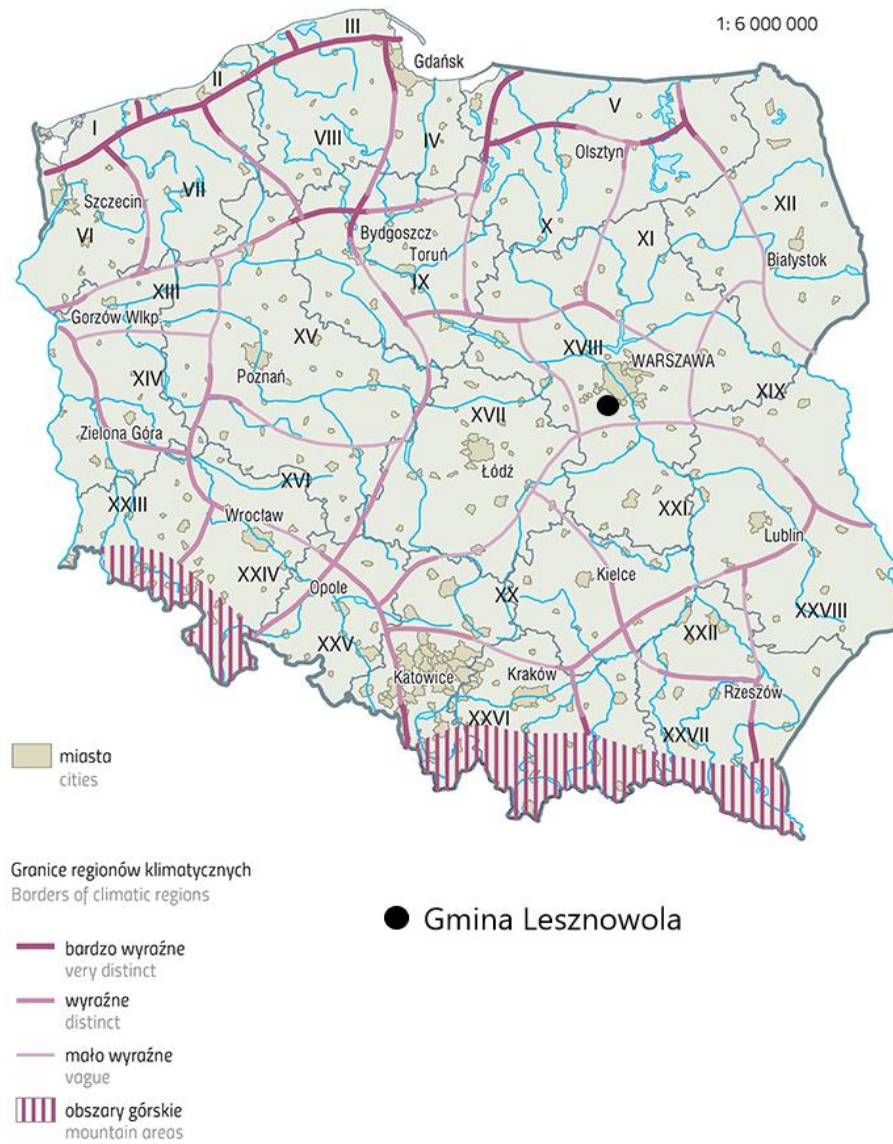 1: 6 000 000
III
Gdańsk
II
I
V
VIII
IV
Olsztyn
VII
Szczecin
XII
VI
Bydgoszcz
X
XI
Toruń
Białystok
IX
XIII
Gorzów Wlkp.
XV
XVIII
WARSZAWA
Poznań
XIV
XIX
XVII
Zielona Góra
Łódź
XVI
XXIII
XXI
Wrocław
Lublin
XXIV
Kielce
Opole
XX
XXVIII
XXII
XXV
Katowice
Kraków
Rzeszów
XXVI
XXVII
miasta
cities
Granice regionów klimatycznych
Borders of climatic regions
Gmina Lesznowola
bardzo wyraźne
very distinct
wyraźne
distinct
mało wyraźne
vague
obszary górskie
mountain areas